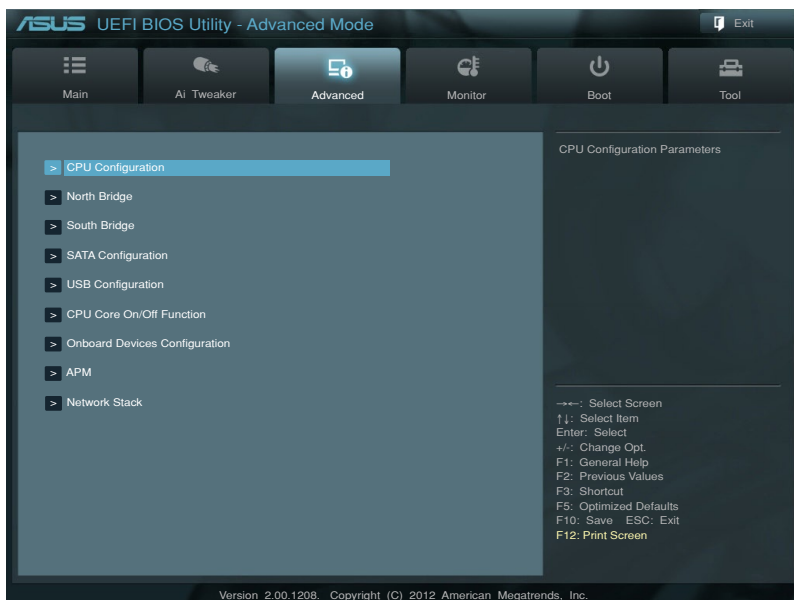 ASUS UEFI BIOS Utility - Advanced Mode
Exit
Main
Ai Tweaker
Advanced
Monitor
Boot
Tool
> CPU Configuration
> North Bridge
> South Bridge
> SATA Configuration
> USB Configuration
> CPU Core On/Off Function
> Onboard Devices Configuration
> APM
> Network Stack
CPU Configuration Parameters
→←: Select Screen
↑↓: Select Item
Enter: Select
+/-: Change Opt.
F1: General Help
F2: Previous Values
F3: Shortcut
F5: Optimized Defaults
F10: Save ESC: Exit
F12: Print Screen
Version 2.00.1208. Copyright (C) 2012 American Megatrends, Inc.